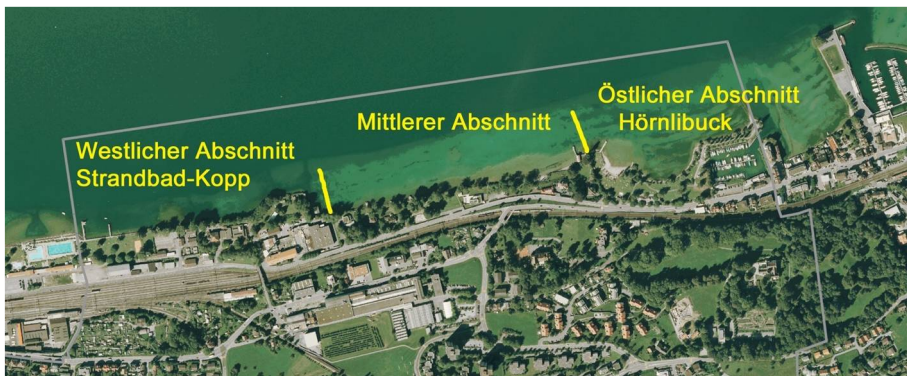 Westlicher Abschnitt
Strandbad-Kopp
Mittlerer Abschnitt
Östlicher Abschnitt
Hörnlibuck